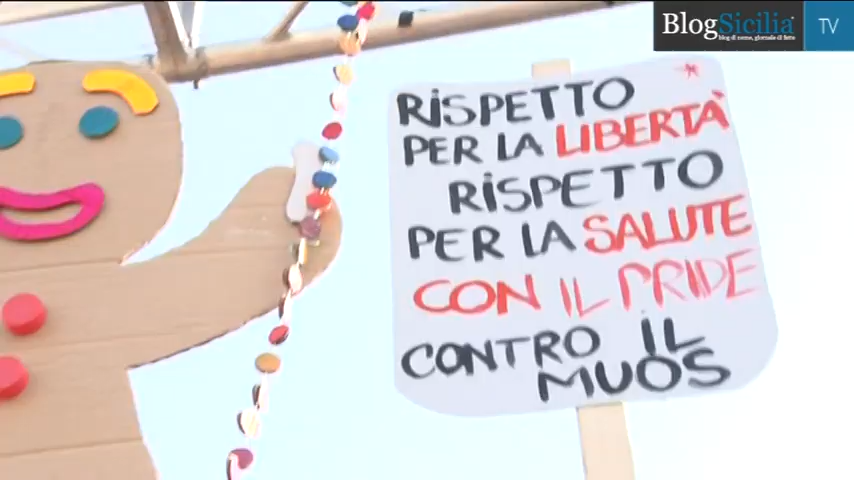 BlogSicilia TV
blog di nome, giornale di fatto
RISPETTO
PER LA LIBERTÀ
RISPETTO
PER LA SALUTE
CON IL PRIDE
CONTRO IL
MUOS